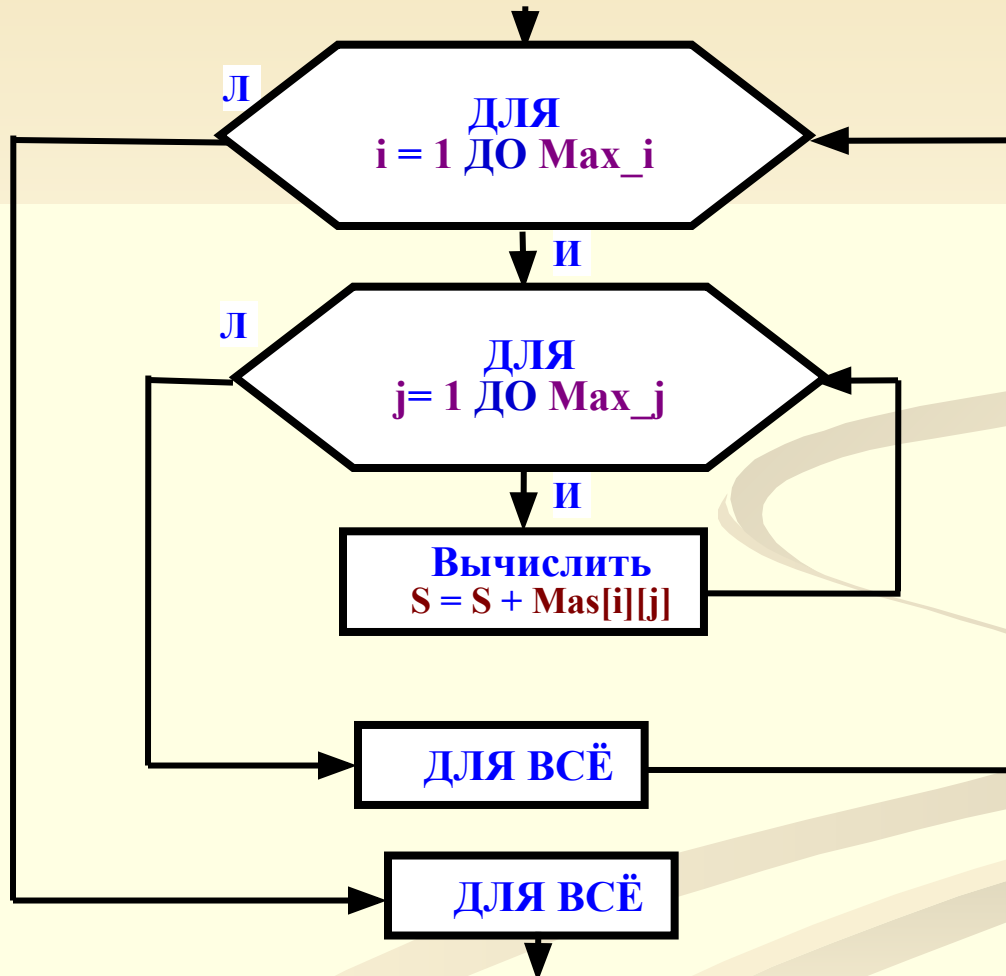 Л
ДЛЯ
i = 1 ДО Max_i
И
Л
ДЛЯ
j= 1 ДО Max_j
И
Вычислить
S = S + Mas[i][j]
ДЛЯ ВСЁ
ДЛЯ ВСЁ